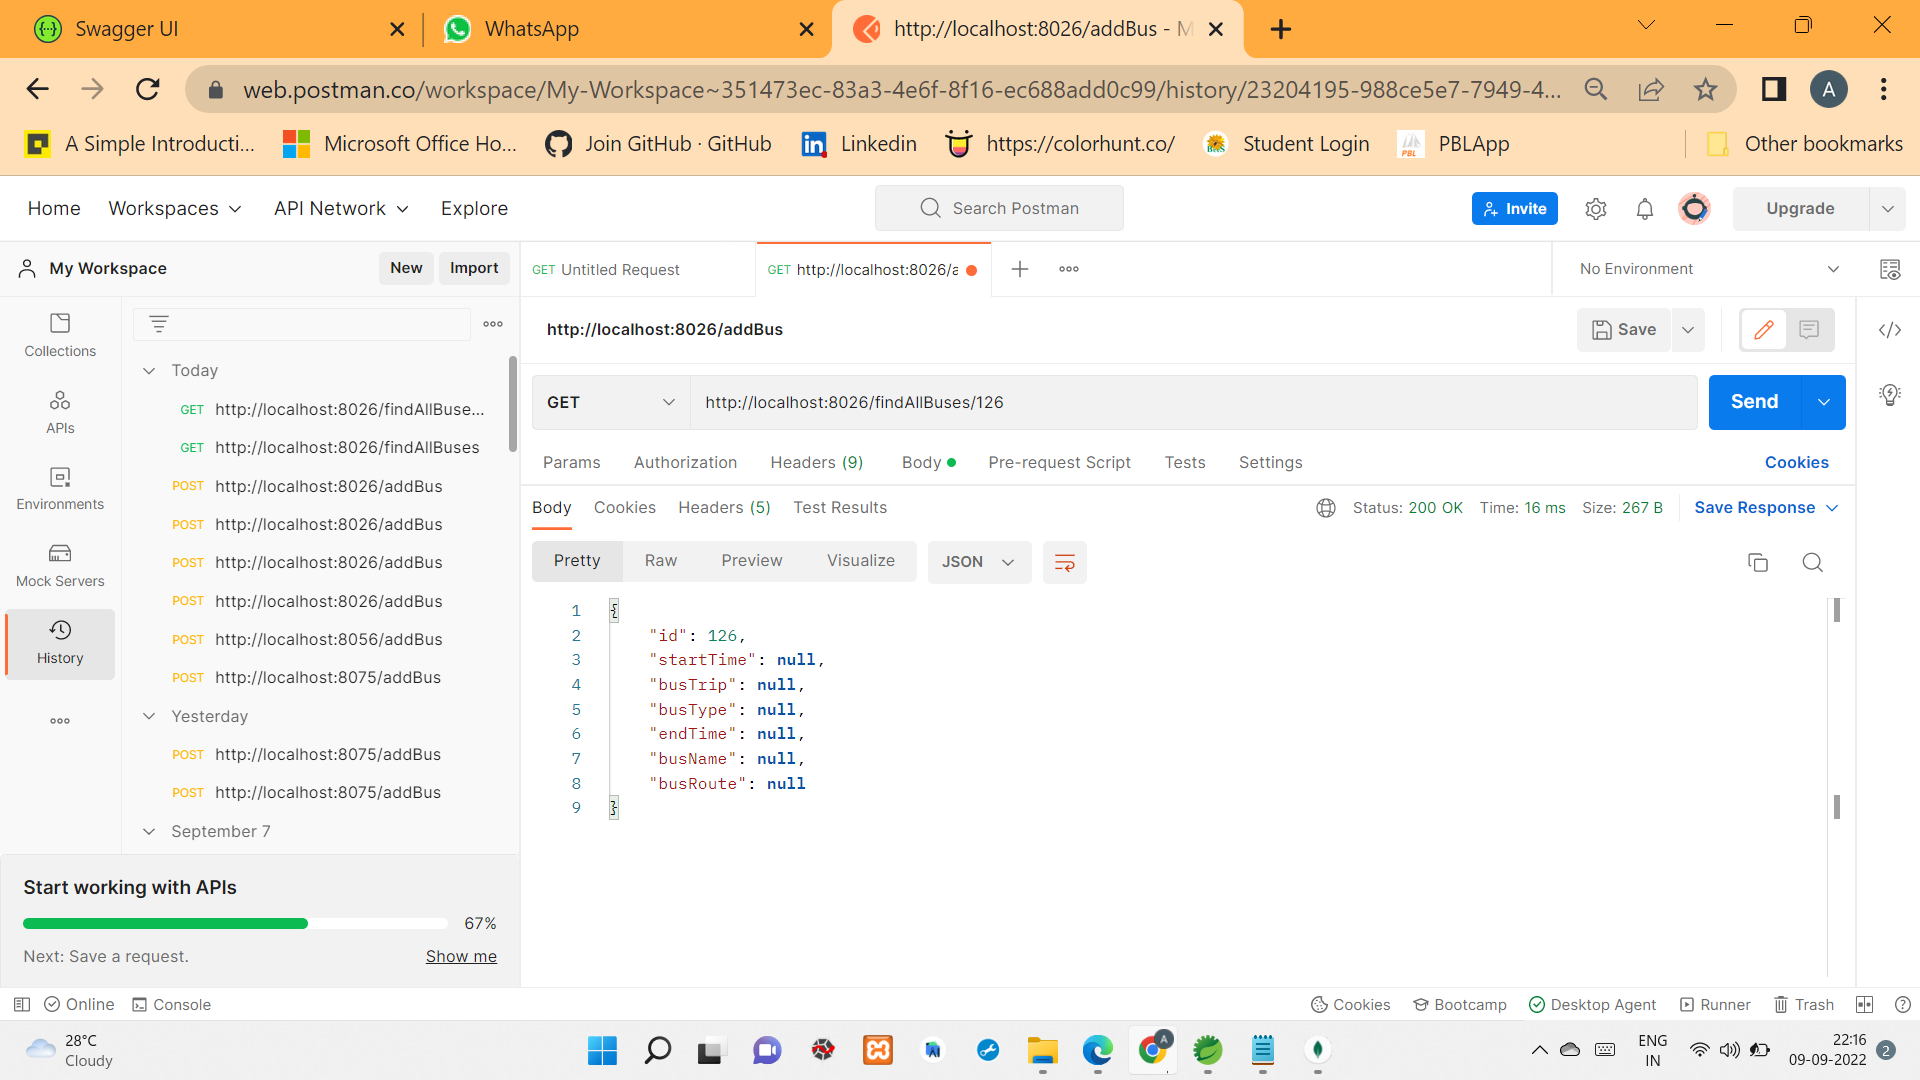 Swagger UI
WhatsApp
http://localhost:8026/addBus - M
web.postman.co/workspace/My-Workspace~351473ec-83a3-4e6f-8f16-ec688add0c99/history/23204195-988ce5e7-7949-4...
A
A Simple Introducti...
Microsoft Office Ho...
Join GitHub · GitHub
Linkedin
https://colorhunt.co/
Student Login
PBLApp
Other bookmarks
Home
Workspaces
API Network
Explore
Search Postman
Invite
Upgrade
My Workspace
New
Import
GET Untitled Request
GET http://localhost:8026/a
No Environment
Collections
APIs
Environments
Mock Servers
History
Today
GET http://localhost:8026/findAllBuse...
GET http://localhost:8026/findAllBuses
POST http://localhost:8026/addBus
POST http://localhost:8026/addBus
POST http://localhost:8026/addBus
POST http://localhost:8026/addBus
POST http://localhost:8056/addBus
POST http://localhost:8075/addBus
Yesterday
POST http://localhost:8075/addBus
POST http://localhost:8075/addBus
September 7
http://localhost:8026/addBus
Save
GET
http://localhost:8026/findAllBuses/126
Send
Params
Authorization
Headers (9)
Body
Pre-request Script
Tests
Settings
Cookies
Body
Cookies
Headers (5)
Test Results
Status: 200 OK
Time: 16 ms
Size: 267 B
Save Response
Pretty
Raw
Preview
Visualize
JSON
1 {
2 "id": 126,
3 "startTime": null,
4 "busTrip": null,
5 "busType": null,
6 "endTime": null,
7 "busName": null,
8 "busRoute": null
9 }
Start working with APIs
67%
Next: Save a request.
Show me
Online
Console
Cookies
Bootcamp
Desktop Agent
Runner
Trash
28°C
Cloudy
A
ENG
IN
22:16
09-09-2022
2